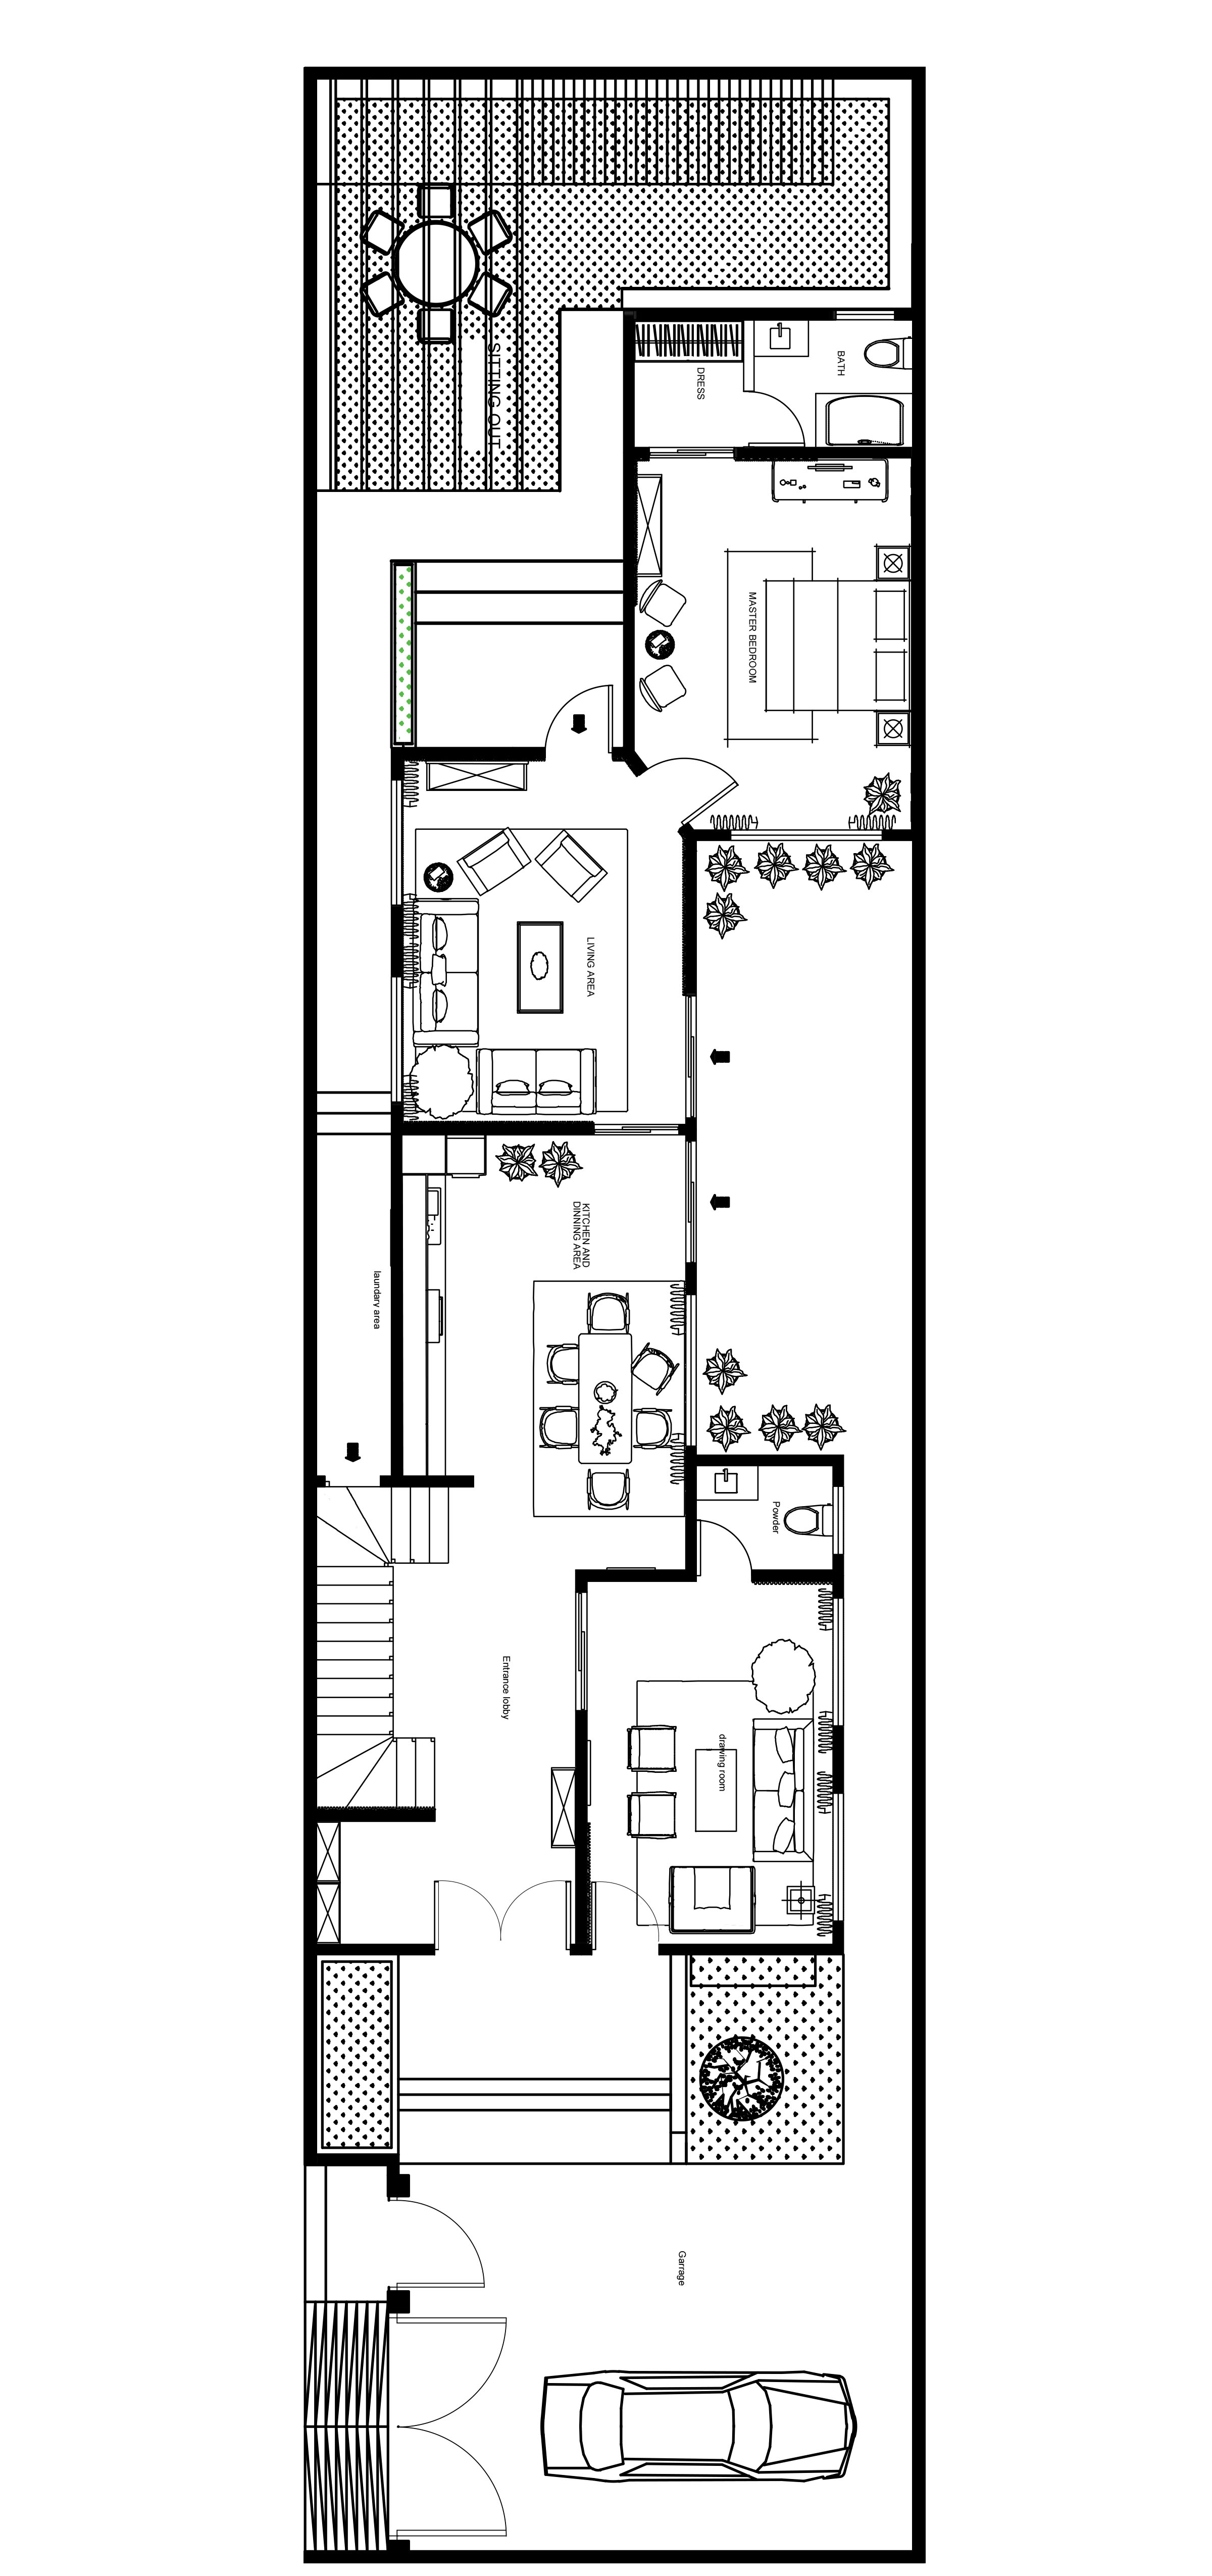 SITTING OUT
BATH
DRESS
MASTER BEDROOM
LIVING AREA
KITCHEN AND
DINNING AREA
laundary area
Powder
Entrance lobby
drawing room
Garrage